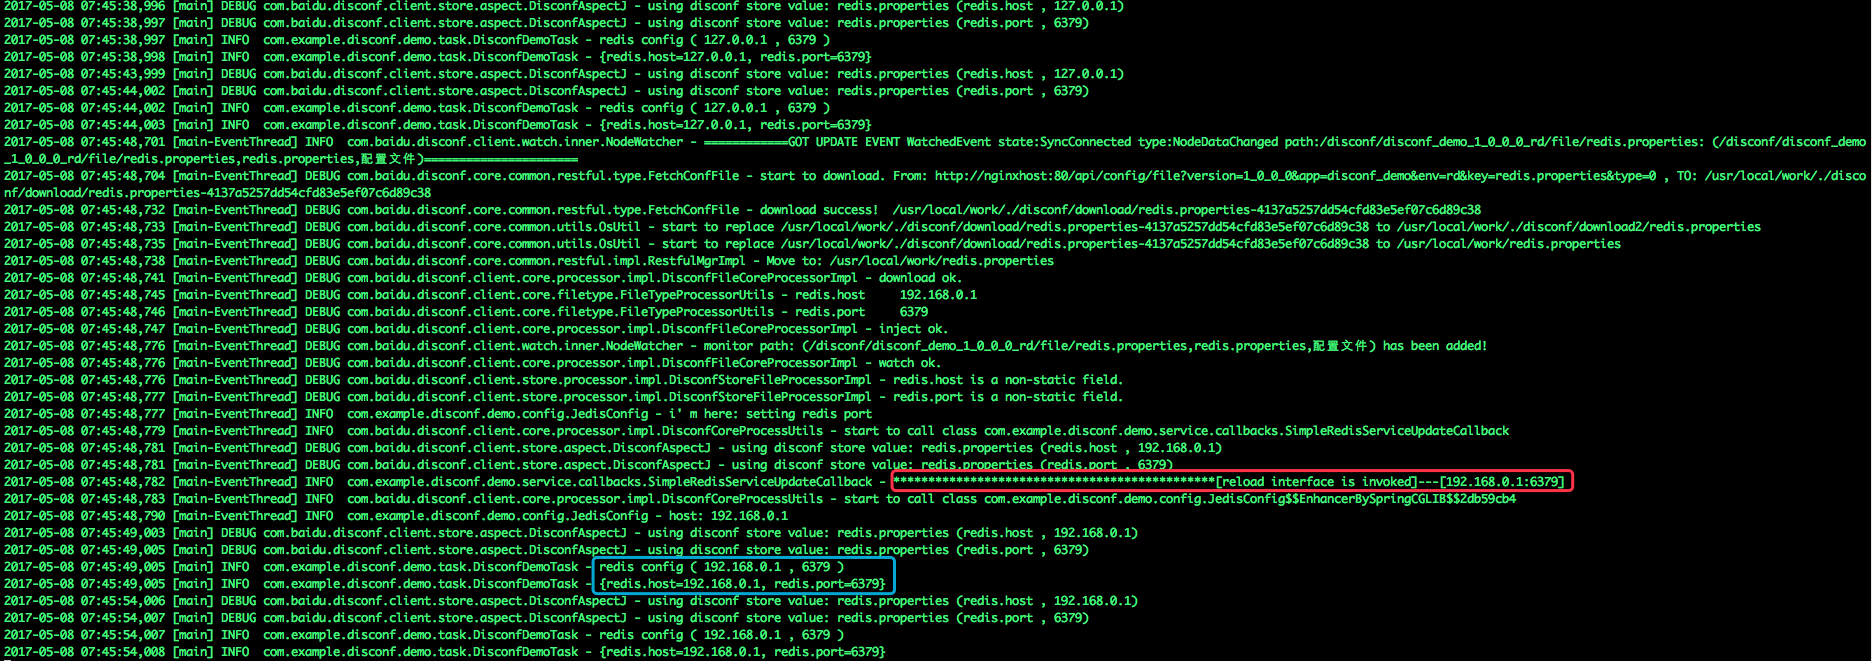 2017-05-08 07:45:38,996 [main] DEBUG com.baidu.disconf.client.store.aspect.DisconfAspectJ - using disconf store value: redis.properties (redis.host , 127.0.0.1)
2017-05-08 07:45:38,997 [main] DEBUG com.baidu.disconf.client.store.aspect.DisconfAspectJ - using disconf store value: redis.properties (redis.port , 6379)
2017-05-08 07:45:38,997 [main] INFO  com.example.disconf.demo.task.DisconfDemoTask - redis config ( 127.0.0.1 , 6379 )
2017-05-08 07:45:38,998 [main] INFO  com.example.disconf.demo.task.DisconfDemoTask - {redis.host=127.0.0.1, redis.port=6379}
2017-05-08 07:45:43,999 [main] DEBUG com.baidu.disconf.client.store.aspect.DisconfAspectJ - using disconf store value: redis.properties (redis.host , 127.0.0.1)
2017-05-08 07:45:44,002 [main] DEBUG com.baidu.disconf.client.store.aspect.DisconfAspectJ - using disconf store value: redis.properties (redis.port , 6379)
2017-05-08 07:45:44,002 [main] INFO  com.example.disconf.demo.task.DisconfDemoTask - redis config ( 127.0.0.1 , 6379 )
2017-05-08 07:45:44,003 [main] INFO  com.example.disconf.demo.task.DisconfDemoTask - {redis.host=127.0.0.1, redis.port=6379}
2017-05-08 07:45:48,701 [main-EventThread] INFO  com.baidu.disconf.client.watch.inner.NodeWatcher - ============GOT UPDATE EVENT WatchedEvent state:SyncConnected type:NodeDataChanged path:/disconf/disconf_demo_1_0_0_0_rd/file/redis.properties: (/disconf/disconf_demo
_1_0_0_0_rd/file/redis.properties,redis.properties,配置文件)======================
2017-05-08 07:45:48,704 [main-EventThread] DEBUG com.baidu.disconf.core.common.restful.type.FetchConfFile - start to download. From: http://nginxhost:80/api/config/file?version=1_0_0_0&app=disconf_demo&env=rd&key=redis.properties&type=0 , TO: /usr/local/work/./disco
nf/download/redis.properties-4137a5257dd54cfd83e5ef07c6d89c38
2017-05-08 07:45:48,732 [main-EventThread] DEBUG com.baidu.disconf.core.common.restful.type.FetchConfFile - download success!  /usr/local/work/./disconf/download/redis.properties-4137a5257dd54cfd83e5ef07c6d89c38
2017-05-08 07:45:48,733 [main-EventThread] DEBUG com.baidu.disconf.core.common.utils.OsUtil - start to replace /usr/local/work/./disconf/download/redis.properties-4137a5257dd54cfd83e5ef07c6d89c38 to /usr/local/work/./disconf/download2/redis.properties
2017-05-08 07:45:48,735 [main-EventThread] DEBUG com.baidu.disconf.core.common.utils.OsUtil - start to replace /usr/local/work/./disconf/download/redis.properties-4137a5257dd54cfd83e5ef07c6d89c38 to /usr/local/work/redis.properties
2017-05-08 07:45:48,738 [main-EventThread] DEBUG com.baidu.disconf.core.common.restful.impl.RestfulMgrImpl - Move to: /usr/local/work/redis.properties
2017-05-08 07:45:48,741 [main-EventThread] DEBUG com.baidu.disconf.client.core.processor.impl.DisconfFileCoreProcessorImpl - download ok.
2017-05-08 07:45:48,745 [main-EventThread] DEBUG com.baidu.disconf.client.core.filetype.FileTypeProcessorUtils - redis.host     192.168.0.1
2017-05-08 07:45:48,746 [main-EventThread] DEBUG com.baidu.disconf.client.core.filetype.FileTypeProcessorUtils - redis.port     6379
2017-05-08 07:45:48,747 [main-EventThread] DEBUG com.baidu.disconf.client.core.processor.impl.DisconfFileCoreProcessorImpl - inject ok.
2017-05-08 07:45:48,776 [main-EventThread] DEBUG com.baidu.disconf.client.watch.inner.NodeWatcher - monitor path: (/disconf/disconf_demo_1_0_0_0_rd/file/redis.properties,redis.properties,配置文件) has been added!
2017-05-08 07:45:48,776 [main-EventThread] DEBUG com.baidu.disconf.client.core.processor.impl.DisconfFileCoreProcessorImpl - watch ok.
2017-05-08 07:45:48,776 [main-EventThread] DEBUG com.baidu.disconf.client.store.processor.impl.DisconfStoreFileProcessorImpl - redis.host is a non-static field.
2017-05-08 07:45:48,777 [main-EventThread] DEBUG com.baidu.disconf.client.store.processor.impl.DisconfStoreFileProcessorImpl - redis.port is a non-static field.
2017-05-08 07:45:48,777 [main-EventThread] INFO  com.example.disconf.demo.config.JedisConfig - i' m here: setting redis port
2017-05-08 07:45:48,779 [main-EventThread] INFO  com.baidu.disconf.client.core.processor.impl.DisconfCoreProcessUtils - start to call class com.example.disconf.demo.service.callbacks.SimpleRedisServiceUpdateCallback
2017-05-08 07:45:48,781 [main-EventThread] DEBUG com.baidu.disconf.client.store.aspect.DisconfAspectJ - using disconf store value: redis.properties (redis.host , 192.168.0.1)
2017-05-08 07:45:48,781 [main-EventThread] DEBUG com.baidu.disconf.client.store.aspect.DisconfAspectJ - using disconf store value: redis.properties (redis.port , 6379)
2017-05-08 07:45:48,782 [main-EventThread] INFO  com.example.disconf.demo.service.callbacks.SimpleRedisServiceUpdateCallback - **********************************************[reload interface is invoked]---[192.168.0.1:6379]
2017-05-08 07:45:48,783 [main-EventThread] INFO  com.baidu.disconf.client.core.processor.impl.DisconfCoreProcessUtils - start to call class com.example.disconf.demo.config.JedisConfig$$EnhancerBySpringCGLIB$$2db59cb4
2017-05-08 07:45:48,790 [main-EventThread] INFO  com.example.disconf.demo.config.JedisConfig - host: 192.168.0.1
2017-05-08 07:45:49,003 [main] DEBUG com.baidu.disconf.client.store.aspect.DisconfAspectJ - using disconf store value: redis.properties (redis.host , 192.168.0.1)
2017-05-08 07:45:49,005 [main] DEBUG com.baidu.disconf.client.store.aspect.DisconfAspectJ - using disconf store value: redis.properties (redis.port , 6379)
2017-05-08 07:45:49,005 [main] INFO  com.example.disconf.demo.task.DisconfDemoTask - redis config ( 192.168.0.1 , 6379 )
2017-05-08 07:45:49,005 [main] INFO  com.example.disconf.demo.task.DisconfDemoTask - {redis.host=192.168.0.1, redis.port=6379}
2017-05-08 07:45:54,006 [main] DEBUG com.baidu.disconf.client.store.aspect.DisconfAspectJ - using disconf store value: redis.properties (redis.host , 192.168.0.1)
2017-05-08 07:45:54,007 [main] DEBUG com.baidu.disconf.client.store.aspect.DisconfAspectJ - using disconf store value: redis.properties (redis.port , 6379)
2017-05-08 07:45:54,007 [main] INFO  com.example.disconf.demo.task.DisconfDemoTask - redis config ( 192.168.0.1 , 6379 )
2017-05-08 07:45:54,008 [main] INFO  com.example.disconf.demo.task.DisconfDemoTask - {redis.host=192.168.0.1, redis.port=6379}